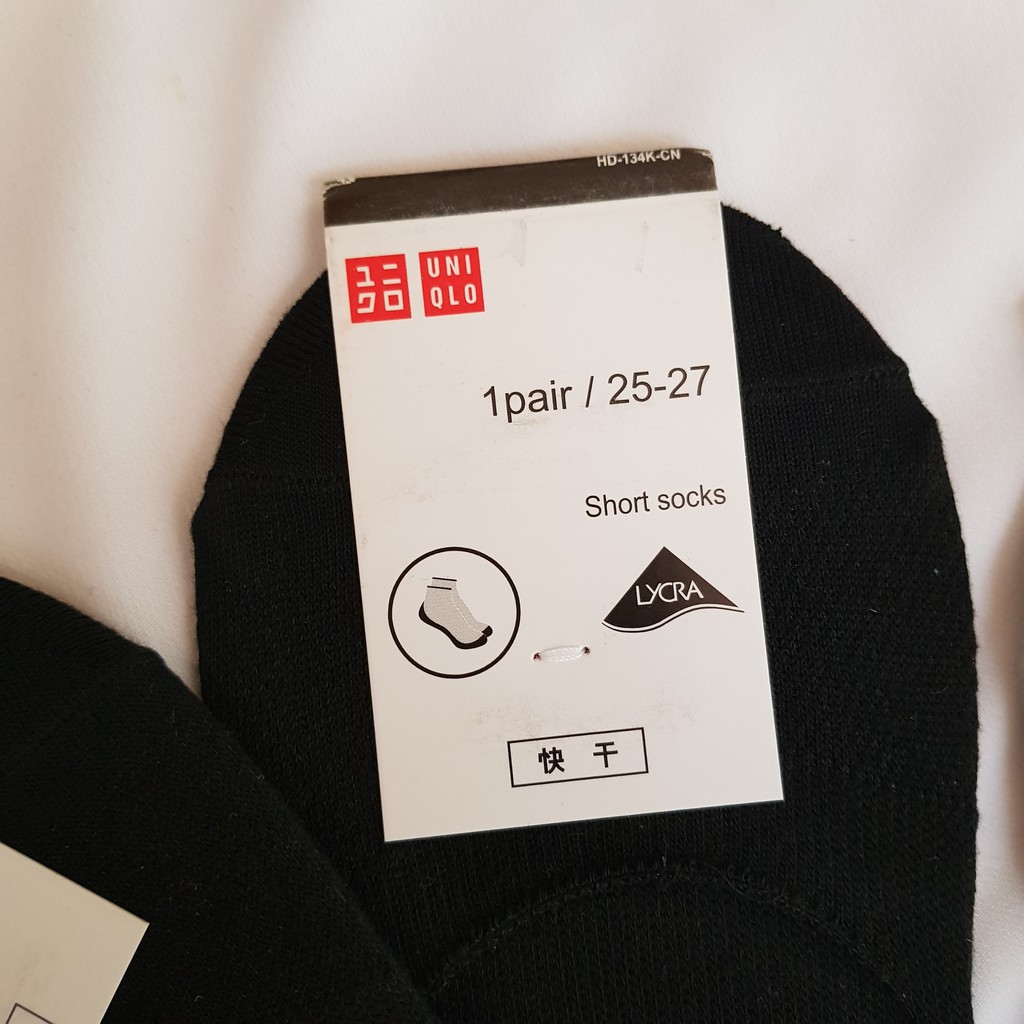 HD-134K-CN
ユニ
クロ
UNI
QLO
1pair / 25-27
Short socks
LYCRA
快 干